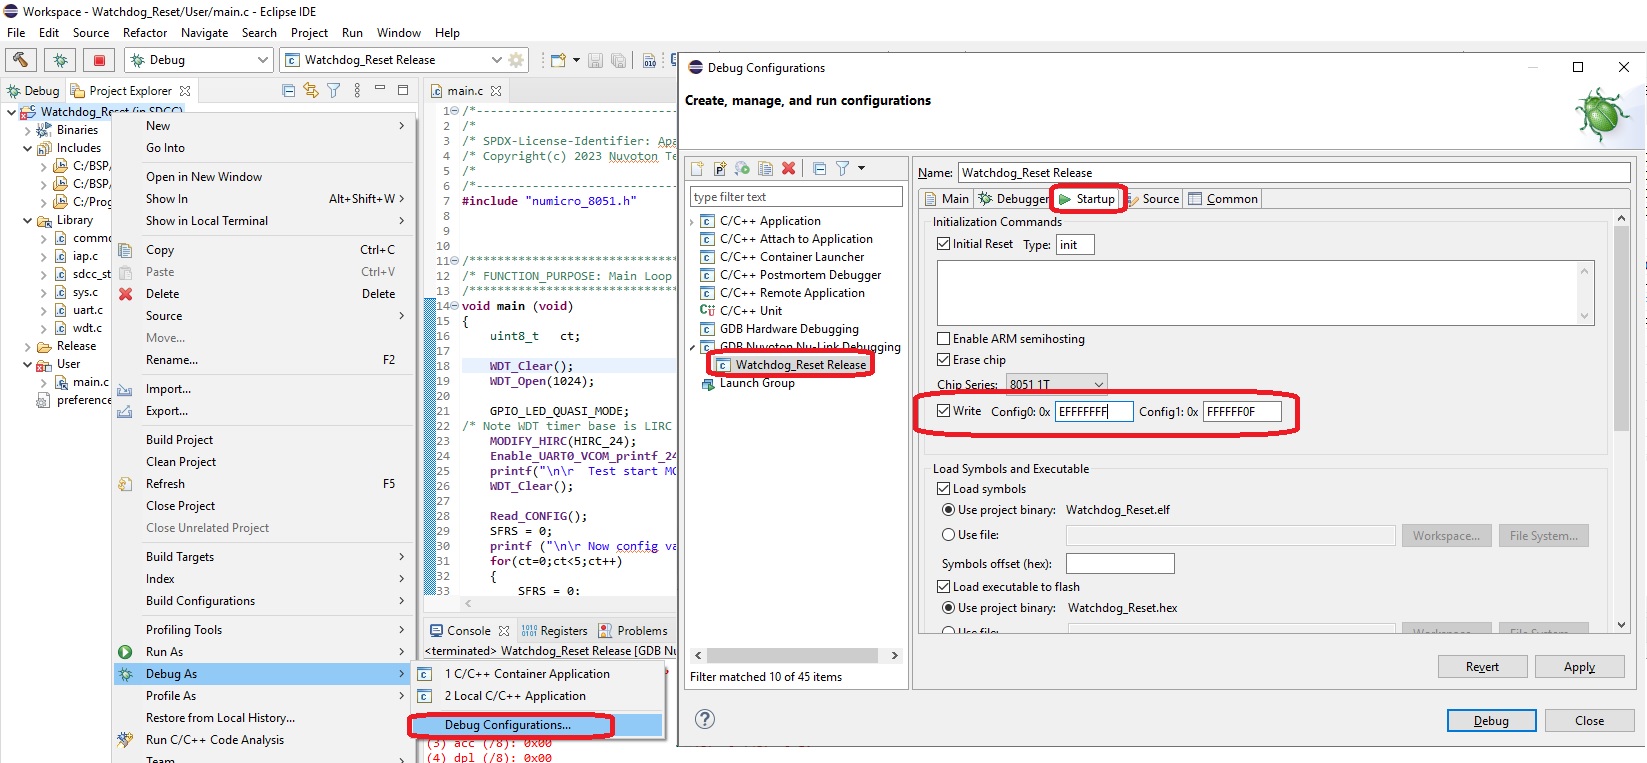 Workspace - Watchdog_Reset/User/main.c - Eclipse IDE
File Edit Source Refactor Navigate Search Project Run Window Help
Debug
Watchdog_Reset Release
Debug
Project Explorer
Watchdog_Reset (in SDCC)
Binaries
Includes
C:/BSP/
C:/BSP/
C:/Prog
Library
commo
iap.c
sdcc_st
sys.c
uart.c
wdt.c
Release
User
main.c
preference
New
Go Into
Open in New Window
Show In Alt+Shift+W
Show in Local Terminal
Copy Ctrl+C
Paste Ctrl+V
Delete Delete
Source
Move...
Rename... F2
Import...
Export...
Build Project
Clean Project
Refresh F5
Close Project
Close Unrelated Project
Build Targets
Index
Build Configurations
Profiling Tools
Run As
Debug As
Profile As
Restore from Local History...
Run C/C++ Code Analysis
Team
1 C/C++ Container Application
2 Local C/C++ Application
Debug Configurations...
main.c
1 /*---------------------------------
2 /*
3 /* SPDX-License-Identifier: Apa
4 /* Copyright(c) 2023 Nuvoton Te
5 /*
6 /*---------------------------------
7 #include "numicro_8051.h"
8
9
10
11 /*********************************
12 /* FUNCTION_PURPOSE: Main Loop
13 /*********************************
14 void main (void)
15 {
16 uint8_t ct;
17
18 WDT_Clear();
19 WDT_Open(1024);
20
21 GPIO_LED_QUASI_MODE;
22 /* Note WDT timer base is LIRC
23 MODIFY_HIRC(HIRC_24);
24 Enable_UART0_VCOM_printf_24
25 printf("\n\r Test start MC
26 WDT_Clear();
27
28 Read_CONFIG();
29 SFRS = 0;
30 printf ("\n\r Now config va
31 for(ct=0;ct<5;ct++)
32 {
33 SFRS = 0;
Console Registers Problems
<terminated> Watchdog_Reset Release [GDB Nu
(3) acc (/8): 0x00
(4) dpl (/8): 0x00
Debug Configurations
Create, manage, and run configurations
type filter text
C/C++ Application
C/C++ Attach to Application
C/C++ Container Launcher
C/C++ Postmortem Debugger
C/C++ Remote Application
C/C++ Unit
GDB Hardware Debugging
GDB Nuvoton Nu-Link Debugging
Watchdog_Reset Release
Launch Group
Filter matched 10 of 45 items
Name: Watchdog_Reset Release
Main Debugger Startup Source Common
Initialization Commands
Initial Reset Type: init
Enable ARM semihosting
Erase chip
Chip Series: 8051 1T
Write Config0: 0x EFFFFFFF Config1: 0x FFFFFF0F
Load Symbols and Executable
Load symbols
Use project binary: Watchdog_Reset.elf
Use file: Workspace... File System...
Symbols offset (hex):
Load executable to flash
Use project binary: Watchdog_Reset.hex
Use file: Workspace... File System...
Revert Apply
Debug Close